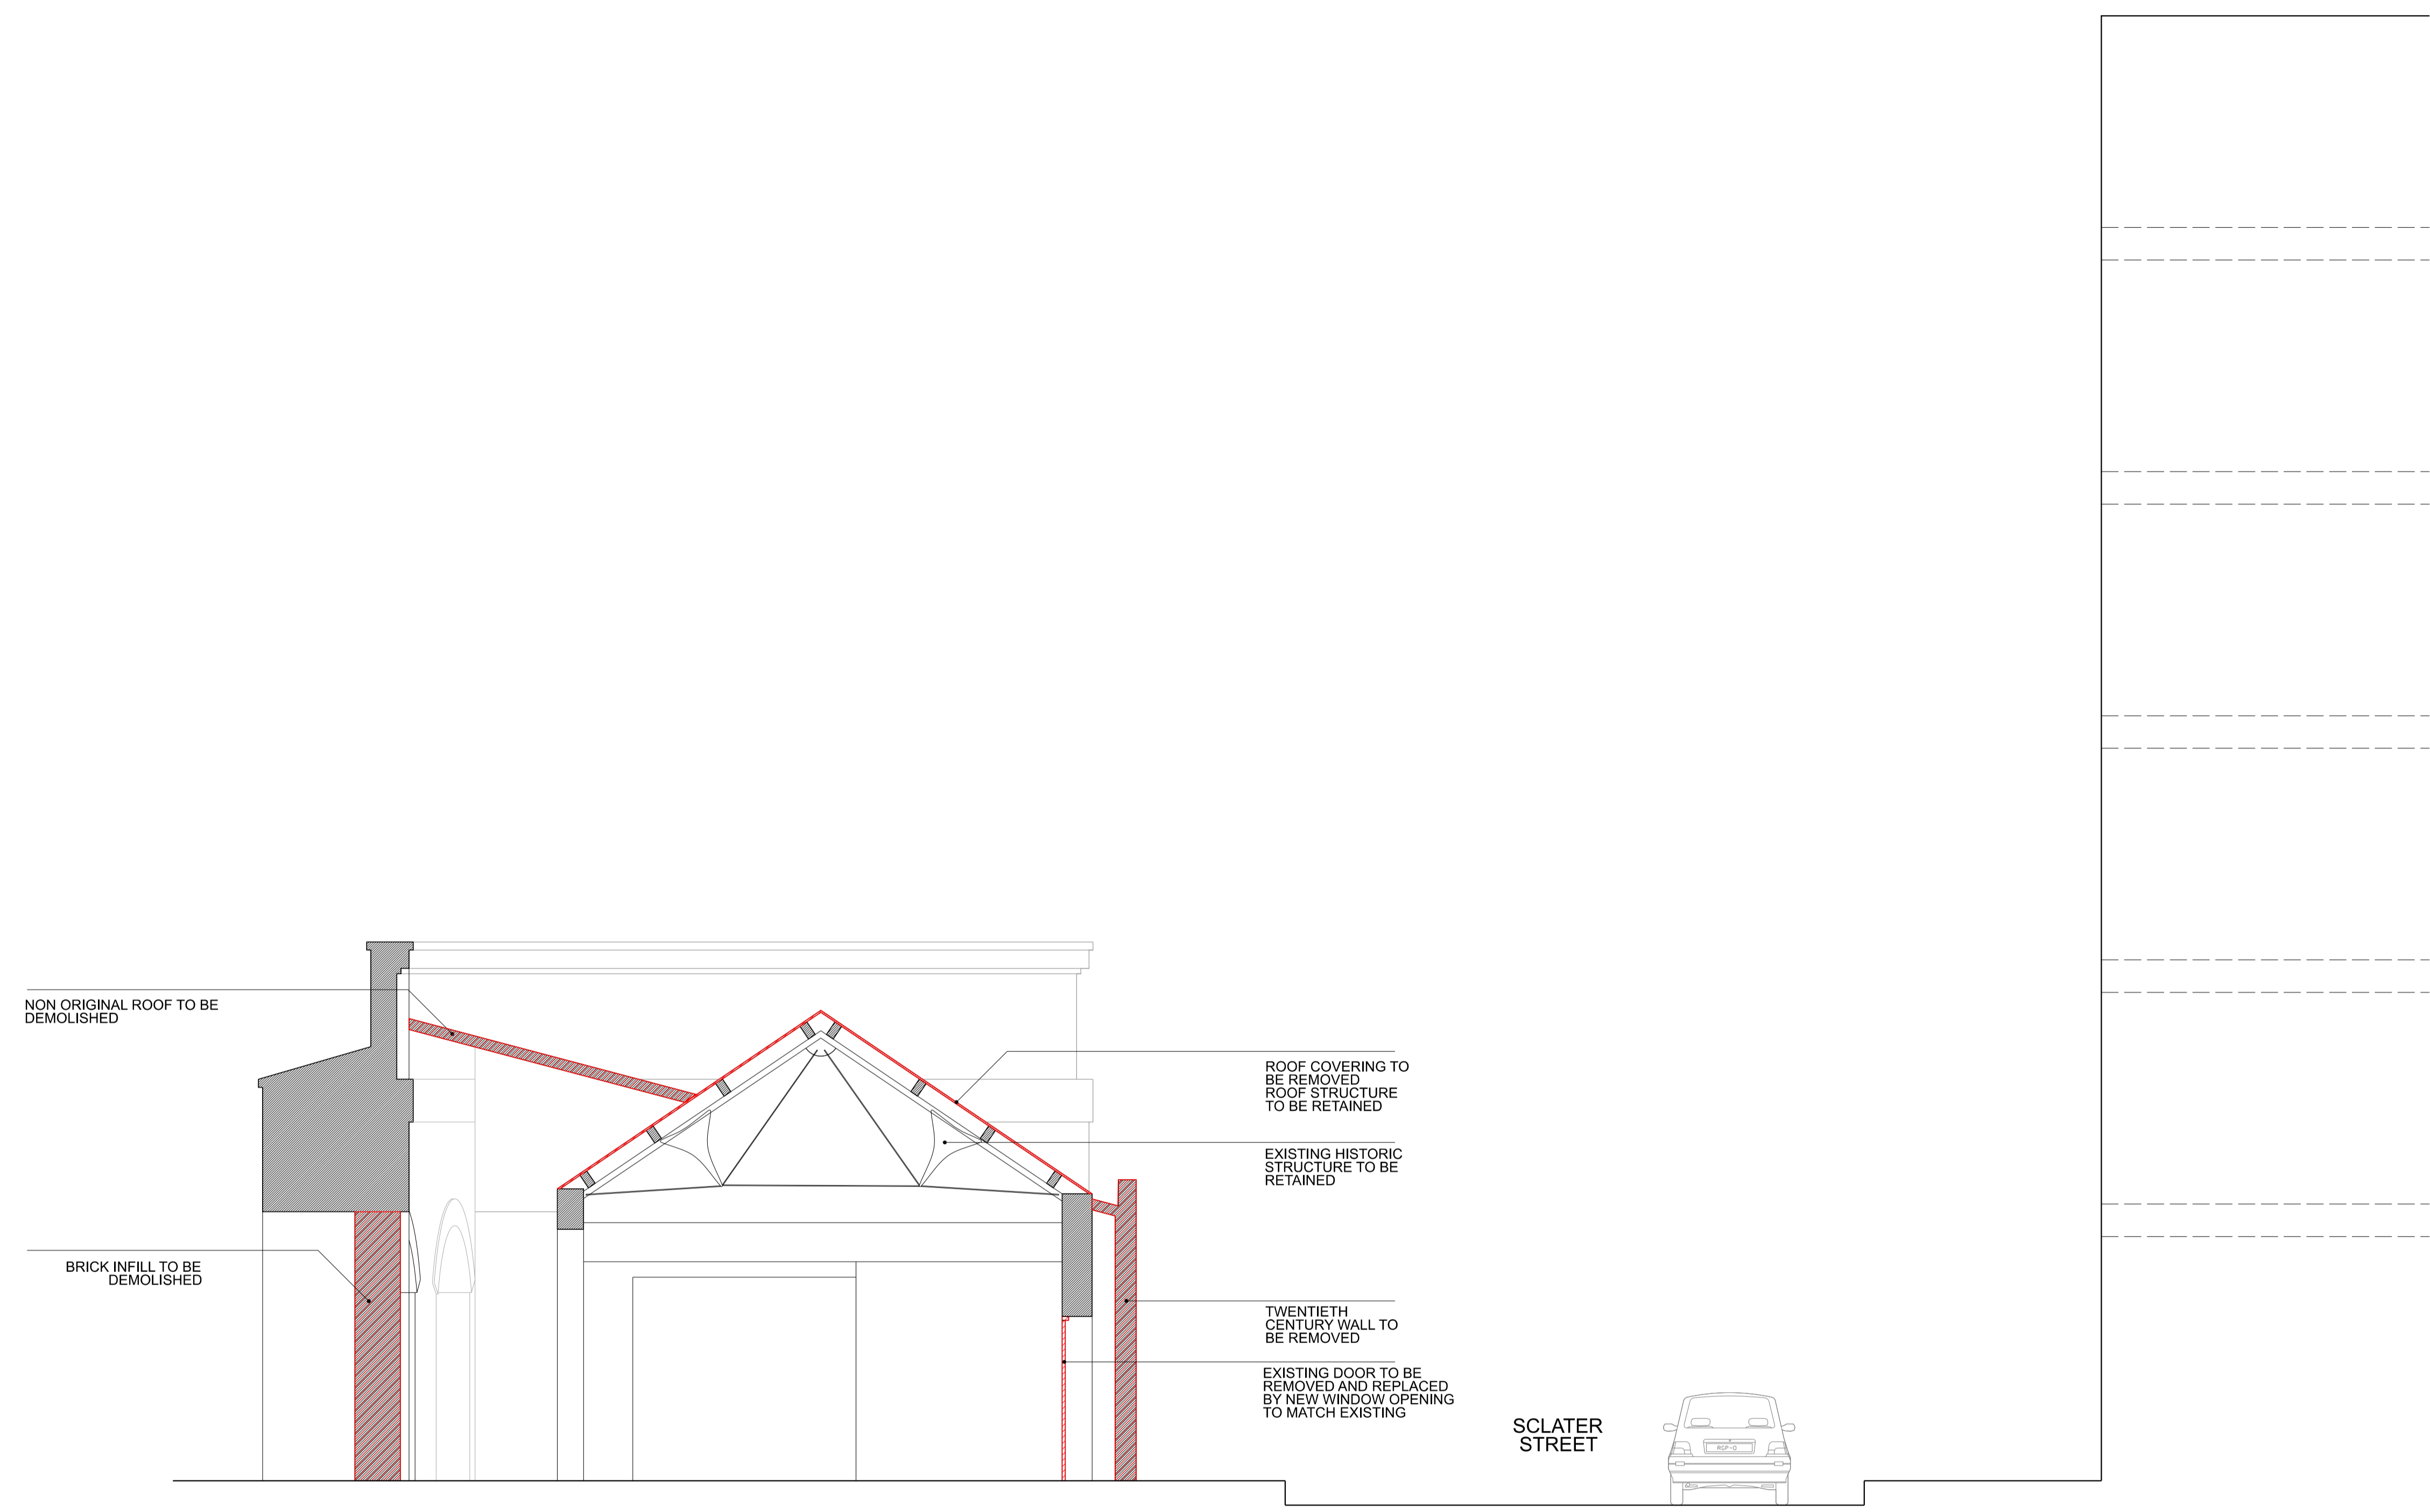 NON ORIGINAL ROOF TO BE
DEMOLISHED
ROOF COVERING TO
BE REMOVED
ROOF STRUCTURE
TO BE RETAINED
EXISTING HISTORIC
STRUCTURE TO BE
RETAINED
BRICK INFILL TO BE
DEMOLISHED
TWENTIETH
CENTURY WALL TO
BE REMOVED
EXISTING DOOR TO BE
REMOVED AND REPLACED
BY NEW WINDOW OPENING
TO MATCH EXISTING
SCLATER
STREET